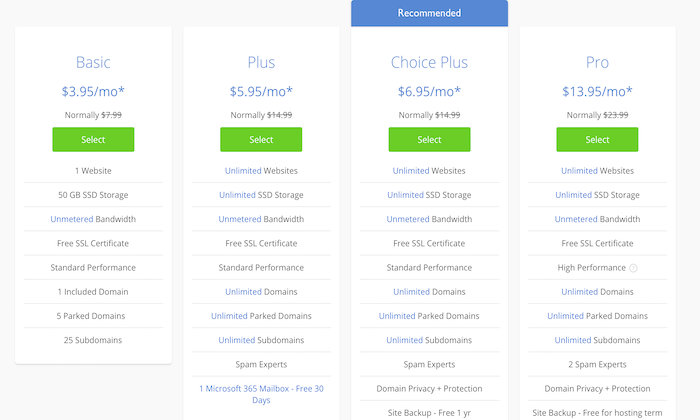 Recommended
Basic
$3.95/mo*
Normally $7.99
Select
1 Website
50 GB SSD Storage
Unmetered Bandwidth
Free SSL Certificate
Standard Performance
1 Included Domain
5 Parked Domains
25 Subdomains
Plus
$5.95/mo*
Normally $14.99
Select
Unlimited Websites
Unlimited SSD Storage
Unmetered Bandwidth
Free SSL Certificate
Standard Performance
Unlimited Domains
Unlimited Parked Domains
Unlimited Subdomains
Spam Experts
1 Microsoft 365 Mailbox - Free 30
Days
Choice Plus
$6.95/mo*
Normally $14.99
Select
Unlimited Websites
Unlimited SSD Storage
Unmetered Bandwidth
Free SSL Certificate
Standard Performance
Unlimited Domains
Unlimited Parked Domains
Unlimited Subdomains
Spam Experts
Domain Privacy + Protection
Site Backup - Free 1 yr
Pro
$13.95/mo*
Normally $23.99
Select
Unlimited Websites
Unlimited SSD Storage
Unmetered Bandwidth
Free SSL Certificate
High Performance
Unlimited Domains
Unlimited Parked Domains
Unlimited Subdomains
2 Spam Experts
Domain Privacy + Protection
Site Backup - Free for hosting term